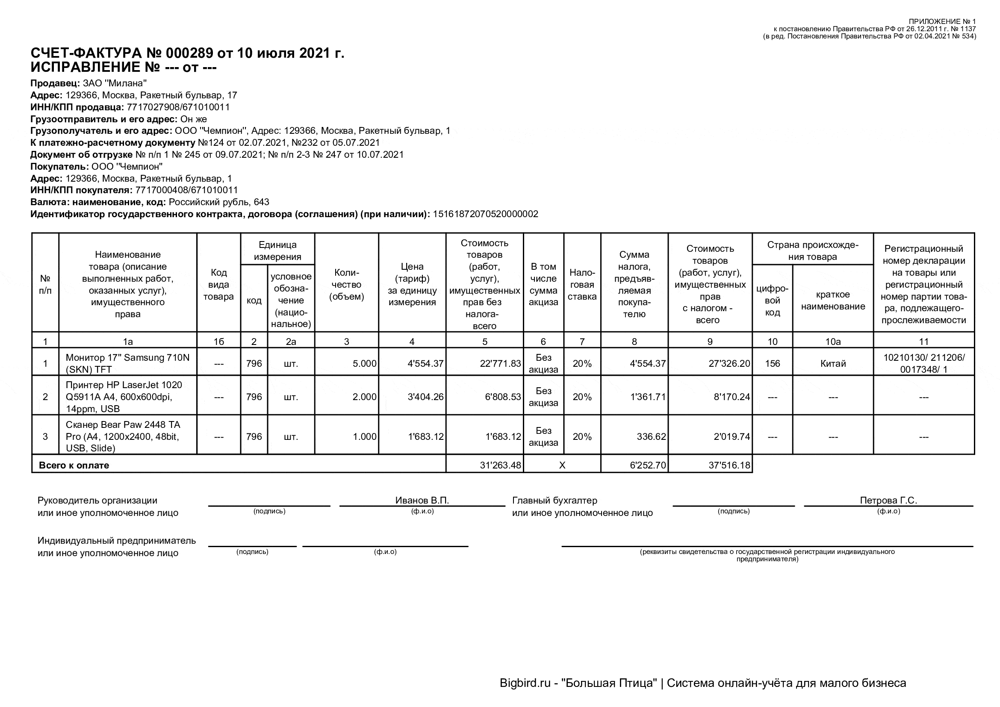 ПРИЛОЖЕНИЕ № 1
к постановлению Правительства РФ от 26.12.2011 г. № 1137
(в ред. Постановления Правительства РФ от 02.04.2021 № 534)
СЧЕТ-ФАКТУРА № 000289 от 10 июля 2021 г.
ИСПРАВЛЕНИЕ № --- от ---
Продавец: ЗАО "Милана"
Адрес: 129366, Москва, Ракетный бульвар, 17
ИНН/КПП продавца: 7717027908/671010011
Грузоотправитель и его адрес: Он же
Грузополучатель и его адрес: ООО "Чемпион", Адрес: 129366, Москва, Ракетный бульвар, 1
К платежно-расчетному документу №124 от 02.07.2021, №232 от 05.07.2021
Документ об отгрузке № п/п 1 № 245 от 09.07.2021; № п/п 2-3 № 247 от 10.07.2021
Покупатель: ООО "Чемпион"
Адрес: 129366, Москва, Ракетный бульвар, 1
ИНН/КПП покупателя: 7717000408/671010011
Валюта: наименование, код: Российский рубль, 643
Идентификатор государственного контракта, договора (соглашения) (при наличии): 15161872070520000002
№
п/п
Наименование
товара (описание
выполненных работ,
оказанных услуг),
имущественного
права
Код
вида
товара
Единица
измерения
код
условное
обозна-
чение
(нацио-
нальное)
Коли-
чество
(объем)
Цена
(тариф)
за единицу
измерения
Стоимость
товаров
(работ,
услуг),
имущественных
прав без
налога-
всего
В том
числе
сумма
акциза
Нало-
говая
ставка
Сумма
налога,
предъяв-
ляемая
покупа-
телю
Стоимость
товаров
(работ, услуг),
имущественных
прав
с налогом -
всего
Страна происхожде-
ния товара
цифро-
вой
код
краткое
наименование
Регистрационный
номер декларации
на товары или
регистрационный
номер партии това-
ра, подлежащего-
прослеживаемости
1 1а 1б 2 2а 3 4 5 6 7 8 9 10 10а 11
1
Монитор 17" Samsung 710N
(SKN) TFT
--- 796 шт. 5.000 4'554.37 22'771.83
Без
акциза
20% 4'554.37 27'326.20 156 Китай
10210130/ 211206/
0017348/ 1
2
Принтер HP LaserJet 1020
Q5911A A4, 600x600dpi,
14ppm, USB
--- 796 шт. 2.000 3'404.26 6'808.53
Без
акциза
20% 1'361.71 8'170.24 --- --- ---
3
Сканер Bear Paw 2448 TA
Pro (A4, 1200x2400, 48bit,
USB, Slide)
--- 796 шт. 1.000 1'683.12 1'683.12
Без
акциза
20% 336.62 2'019.74 --- --- ---
Всего к оплате 31'263.48 X 6'252.70 37'516.18
Руководитель организации
или иное уполномоченное лицо
(подпись)
Иванов В.П.
(ф.и.о)
Главный бухгалтер
или иное уполномоченное лицо
(подпись)
Петрова Г.С.
(ф.и.о)
Индивидуальный предприниматель
или иное уполномоченное лицо
(подпись)
(ф.и.о)
(реквизиты свидетельства о государственной регистрации индивидуального
предпринимателя)
Bigbird.ru - "Большая Птица" | Система онлайн-учёта для малого бизнеса